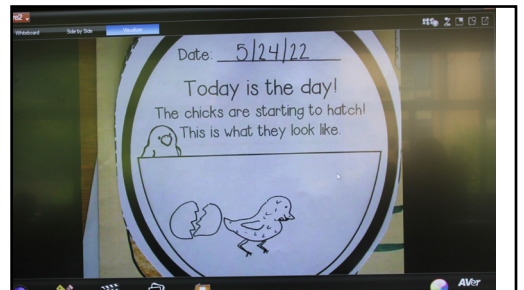 Whiteboard Side by Side Visualizer
Date: 5/24/22
Today is the day!
The chicks are starting to hatch!
This is what they look like.
AVer